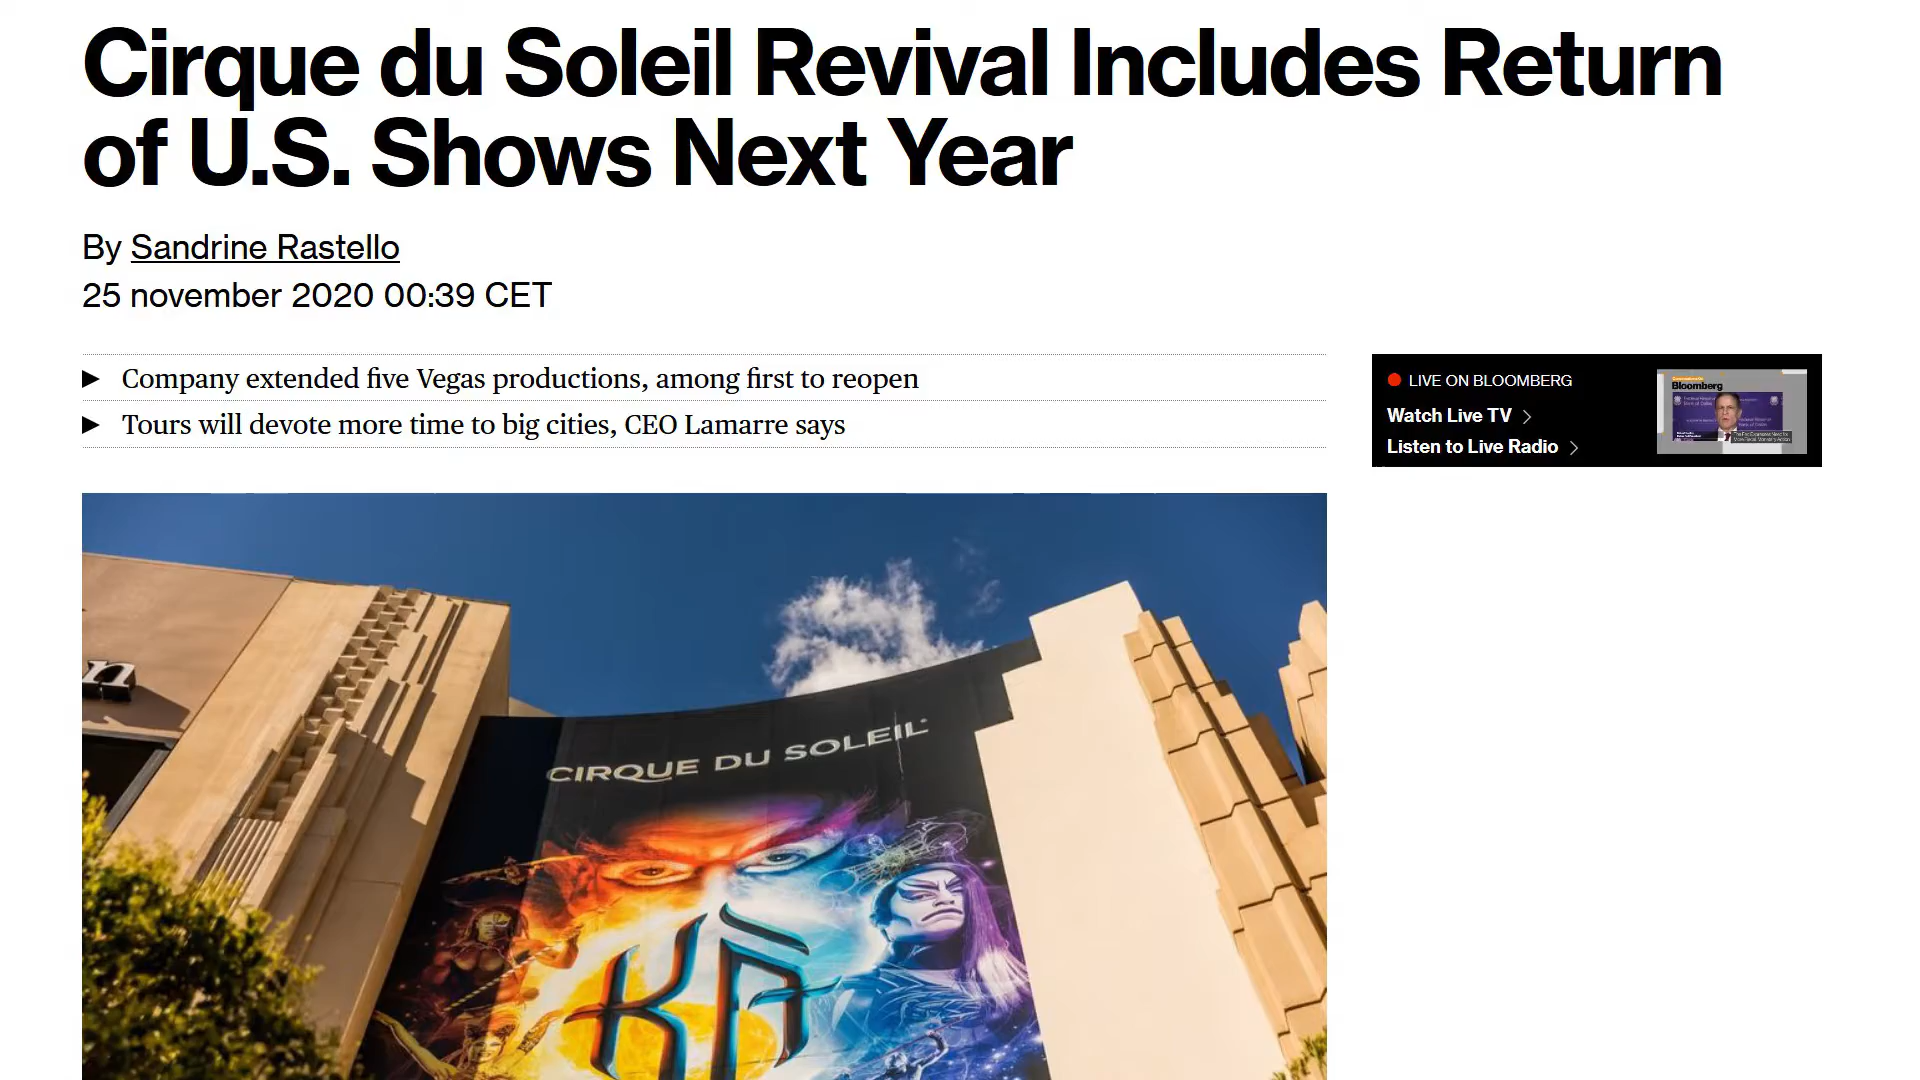 Cirque du Soleil Revival Includes Return
of U.S. Shows Next Year
By Sandrine Rastello
25 november 2020 00:39 CET
Company extended five Vegas productions, among first to reopen
Tours will devote more time to big cities, CEO Lamarre says
LIVE ON BLOOMBERG
Watch Live TV
Listen to Live Radio
Bloomberg
n
CIRQUE DU SOLEIL
KÀ